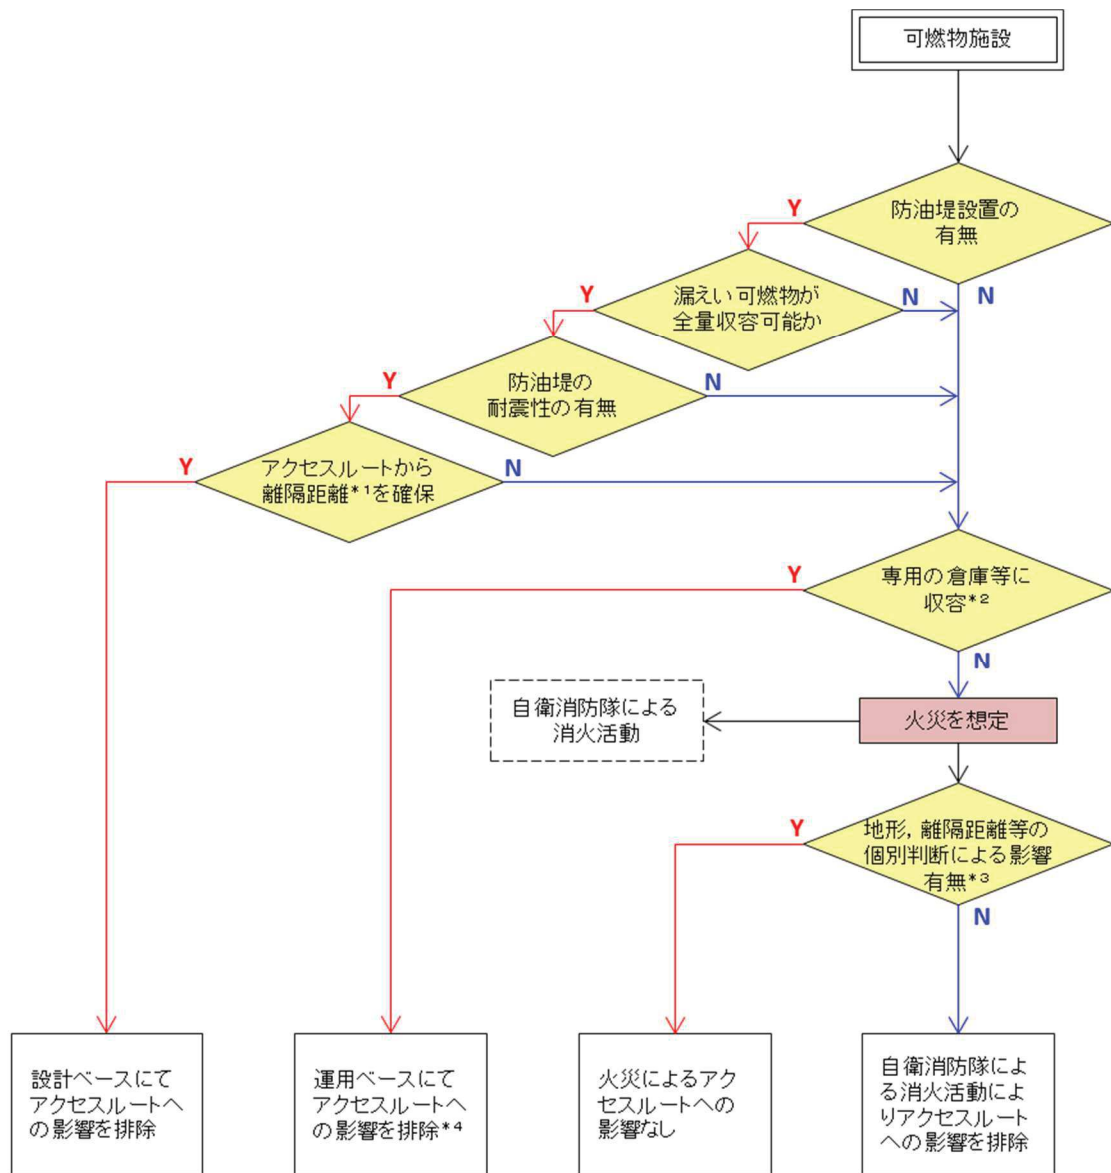 可燃物施設
防油堤設置の
有無
Y
N
漏えい可燃物が
全量収容可能か
Y
N
防油堤の
耐震性の有無
Y
N
アクセスルートから
離隔距離*1を確保
Y
N
専用の倉庫等に
収容*2
Y
N
火災を想定
自衛消防隊による
消火活動
地形，離隔距離等の
個別判断による影響
有無*3
Y
N
設計ベースにて
アクセスルートへ
の影響を排除
運用ベースにて
アクセスルートへ
の影響を排除*4
火災によるアク
セスルートへの
影響なし
自衛消防隊によ
る消火活動によ
りアクセスルート
への影響を排除